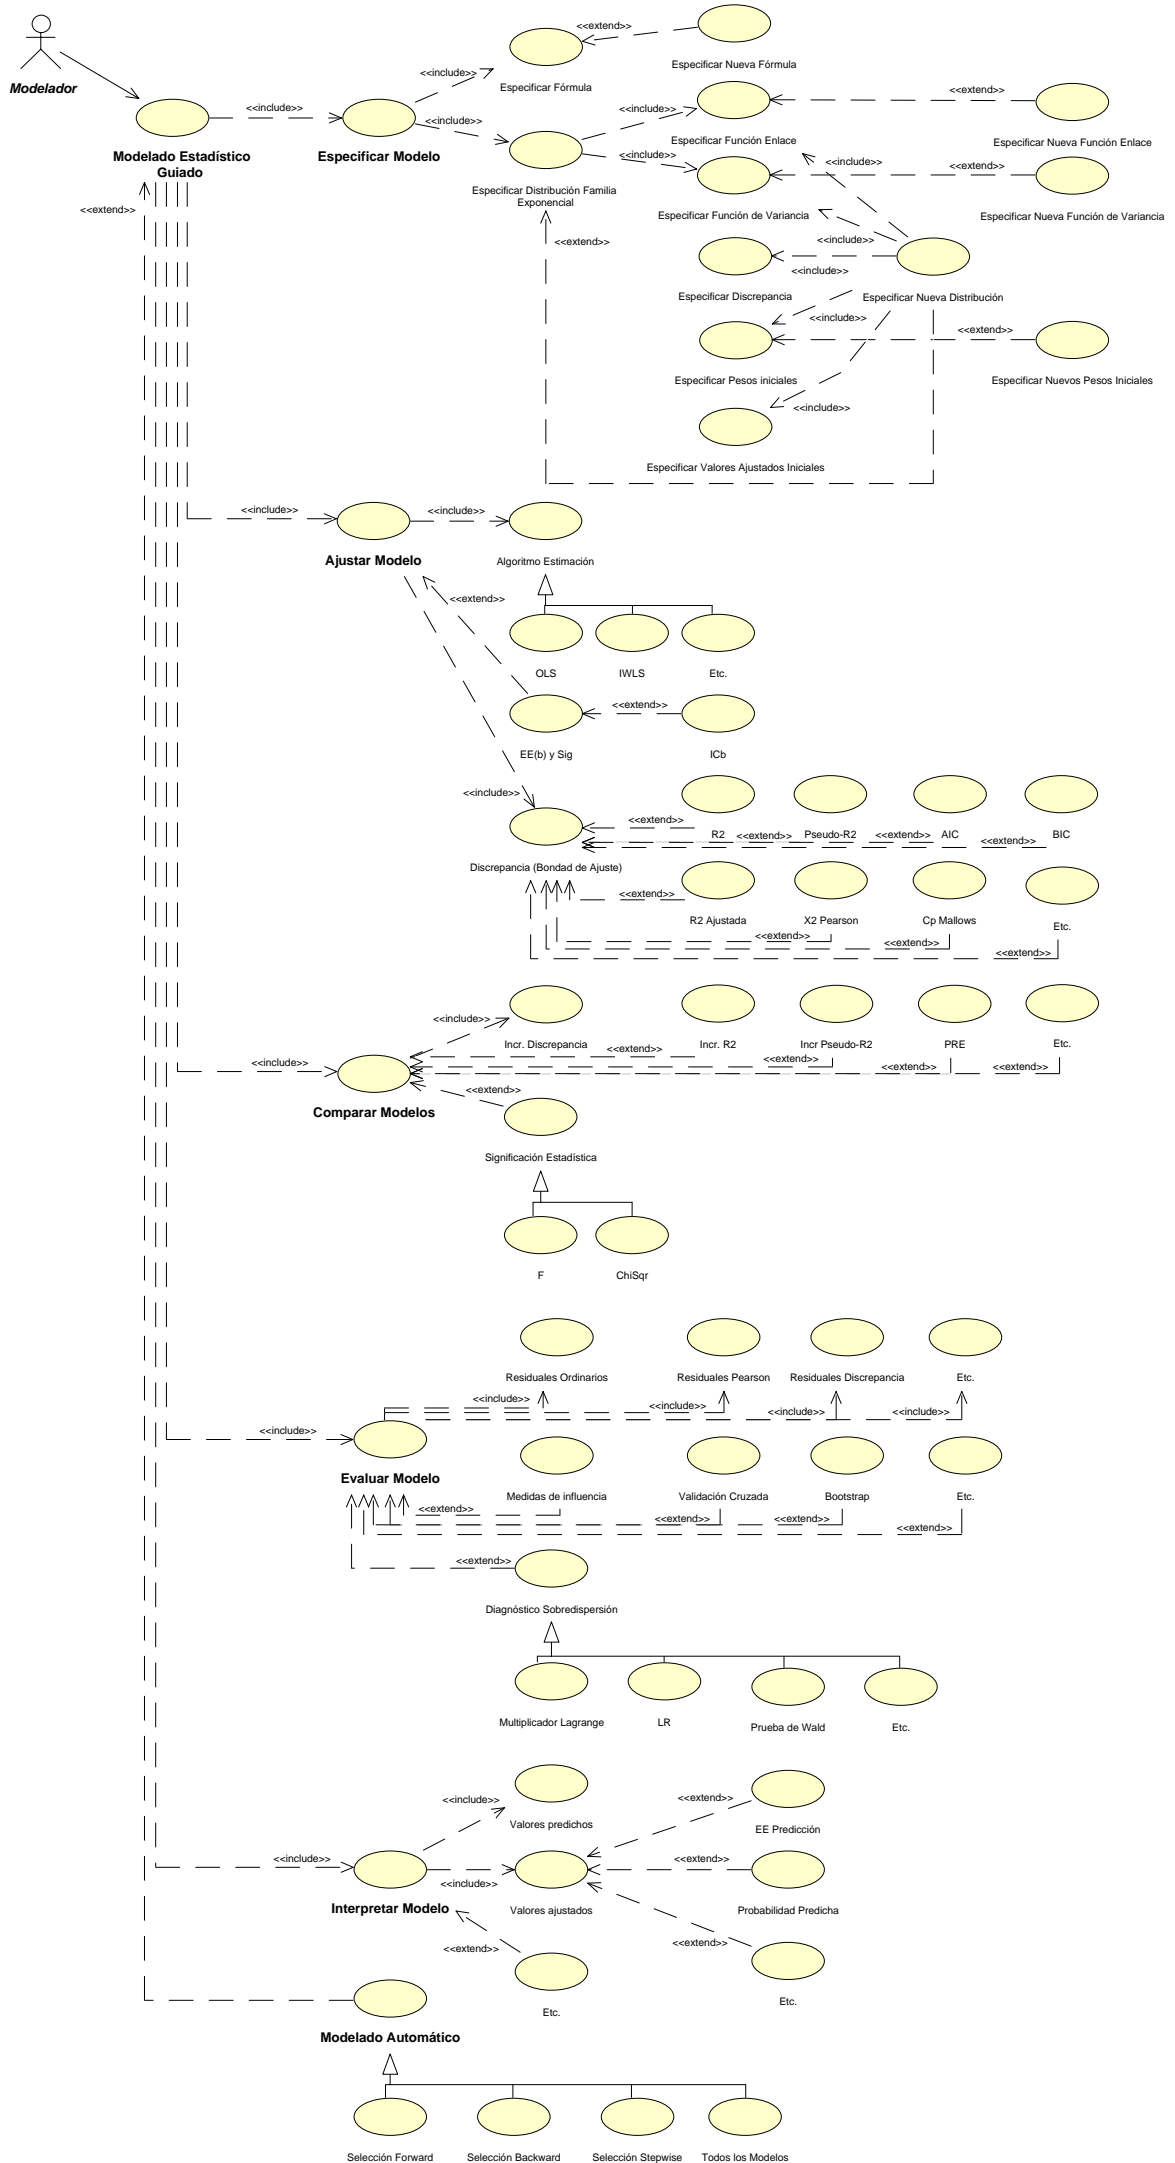 <<extend>>
Especificar Nueva Fórmula
Modelador
<<include>>
Especificar Fórmula
<<include>>
<<include>>
<<include>>
<<include>>
<<extend>>
Modelado Estadístico
Guiado
Especificar Modelo
Especificar Función Enlace
Especificar Nueva Función Enlace
<<include>>
<<include>>
<<extend>>
Especificar Distribución Familia
Exponencial
<<extend>>
Especificar Función de Variancia
Especificar Nueva Función de Variancia
<<extend>>
<<include>>
<<include>>
Especificar Discrepancia
Especificar Nueva Distribución
<<include>>
<<extend>>
Especificar Pesos iniciales
Especificar Nuevos Pesos Iniciales
<<include>>
Especificar Valores Ajustados Iniciales
<<include>>
<<include>>
Ajustar Modelo
Algoritmo Estimación
<<extend>>
OLS
IWLS
Etc.
<<extend>>
EE(b) y Sig
ICb
<<include>>
<<extend>>
R2
Pseudo-R2
AIC
BIC
<<extend>>
<<extend>>
<<extend>>
Discrepancia (Bondad de Ajuste)
<<extend>>
R2 Ajustada
X2 Pearson
Cp Mallows
Etc.
<<extend>>
<<extend>>
<<extend>>
<<include>>
Incr. Discrepancia
Incr. R2
Incr Pseudo-R2
PRE
Etc.
<<extend>>
<<include>>
<<extend>>
<<extend>>
<<extend>>
<<extend>>
Comparar Modelos
Significación Estadística
F
ChiSqr
Residuales Ordinarios
Residuales Pearson
Residuales Discrepancia
Etc.
<<include>>
<<include>>
<<include>>
<<include>>
<<include>>
Evaluar Modelo
Medidas de influencia
Validación Cruzada
Bootstrap
Etc.
<<extend>>
<<extend>>
<<extend>>
<<extend>>
<<extend>>
Diagnóstico Sobredispersión
Multiplicador Lagrange
LR
Prueba de Wald
Etc.
<<include>>
<<extend>>
Valores predichos
EE Predicción
<<include>>
<<include>>
<<extend>>
Interpretar Modelo
Valores ajustados
Probabilidad Predicha
<<extend>>
<<extend>>
Etc.
Etc.
Modelado Automático
Selección Forward
Selección Backward
Selección Stepwise
Todos los Modelos